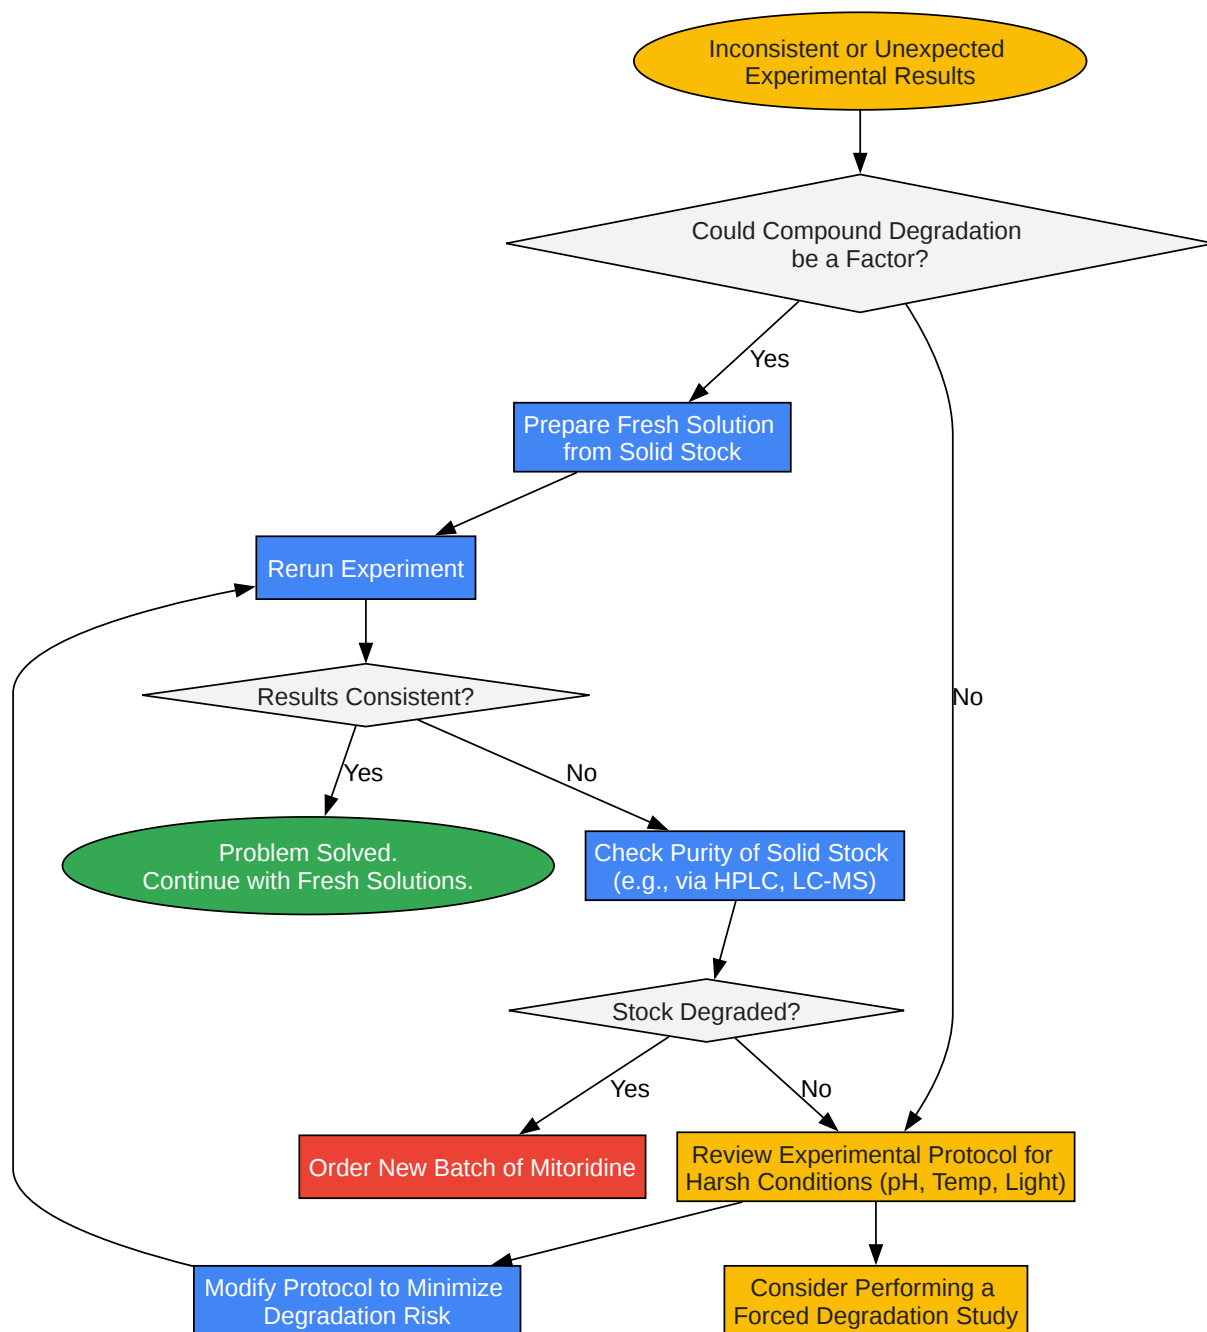 Inconsistent or Unexpected
Experimental Results
Could Compound Degradation
be a Factor?
Yes
Prepare Fresh Solution
from Solid Stock
Rerun Experiment
Results Consistent?
No
Yes
No
Problem Solved.
Continue with Fresh Solutions.
Check Purity of Solid Stock
(e.g., via HPLC, LC-MS)
Stock Degraded?
Yes
No
Order New Batch of Mitoridine
Review Experimental Protocol for
Harsh Conditions (pH, Temp, Light)
Modify Protocol to Minimize
Degradation Risk
Consider Performing a
Forced Degradation Study